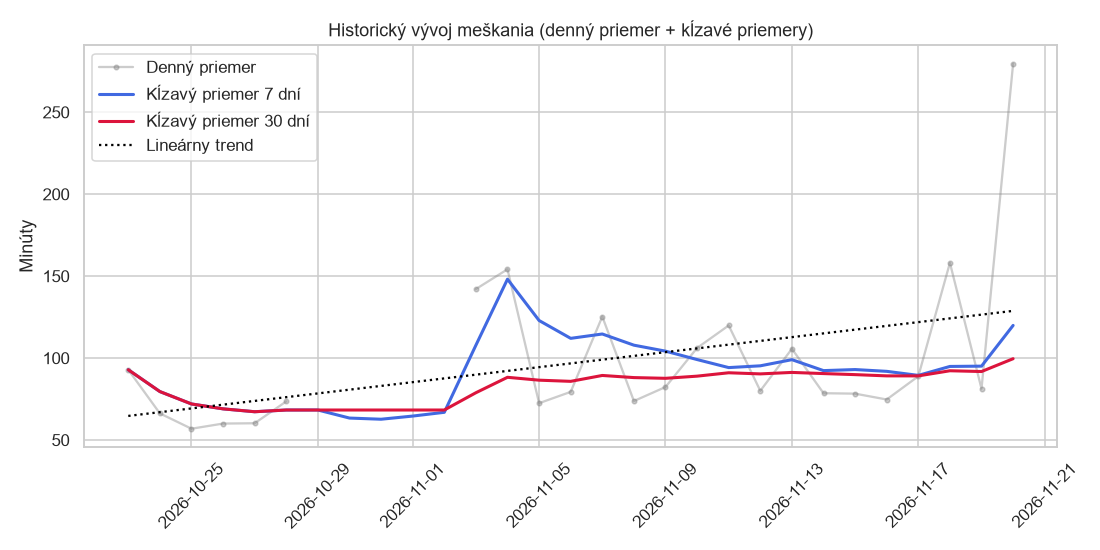 Historický vývoj meškania (denný priemer + kĺzavé priemery)
Denný priemer
Kĺzavý priemer 7 dní
Kĺzavý priemer 30 dní
Lineárny trend
Minúty
250
200
150
100
50
2026-10-25
2026-10-29
2026-11-01
2026-11-05
2026-11-09
2026-11-13
2026-11-17
2026-11-21